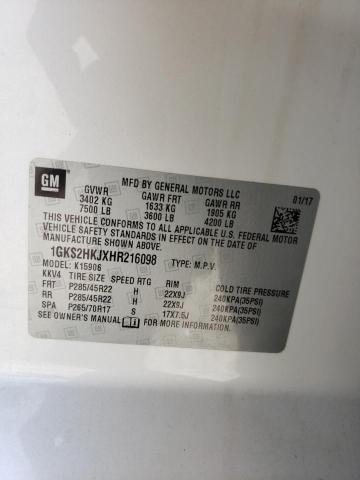 GM
MFD BY GENERAL MOTORS LLC
01/17
GVWR GAWR FRT GAWR RR
3402 KG 1633 KG 1905 KG
7500 LB 3600 LB 4200 LB
THIS VEHICLE CONFORMS TO ALL APPLICABLE U.S. FEDERAL MOTOR
VEHICLE SAFETY AND THEFT PREVENTION STANDARDS IN EFFECT ON
THE DATE OF MANUFACTURE SHOWN ABOVE.
1GKS2HKJXHR216098 TYPE: M.P.V.
MODEL: K15906
KKV4 TIRE SIZE SPEED RTG RIM COLD TIRE PRESSURE
FRT P285/45R22 H 22X9J 240KPA(35PSI)
RR P285/45R22 H 22X9J 240KPA(35PSI)
SPA P265/70R17 17X7.5J 240KPA(35PSI)
SEE OWNER'S MANUAL FOR MORE INFORMATION.